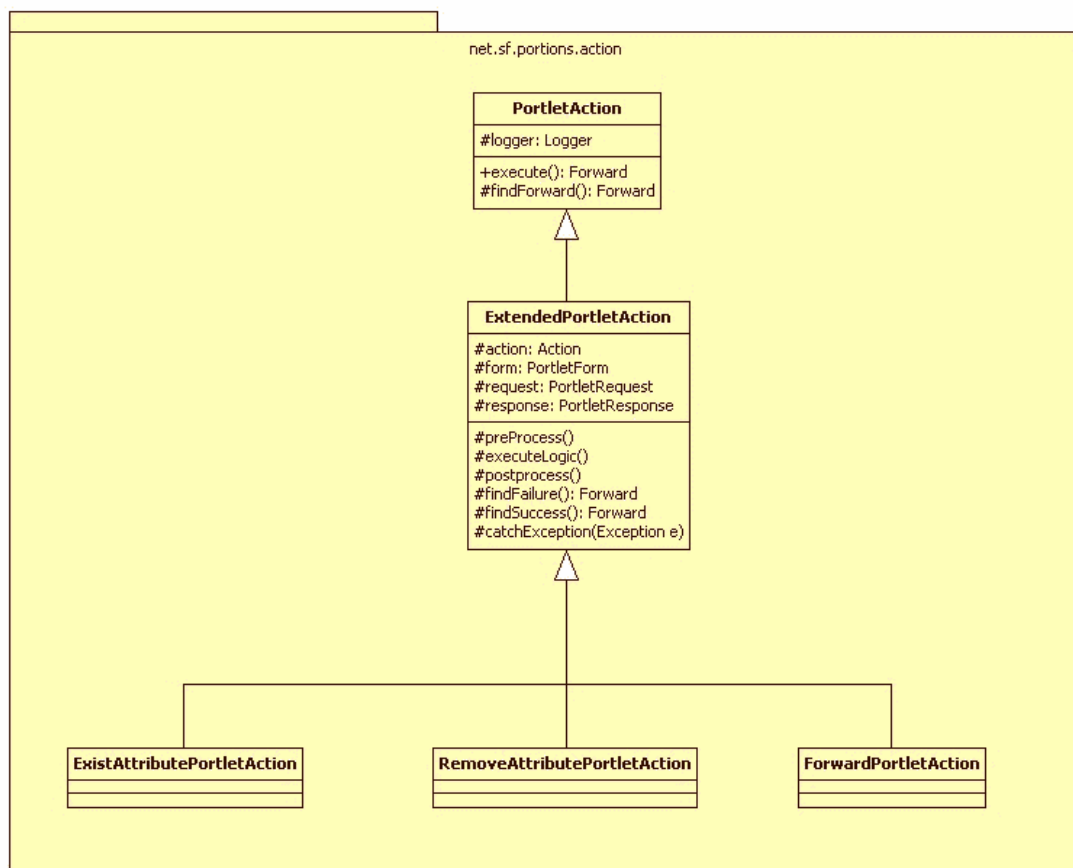 net.sf.portions.action
PortletAction
#logger: Logger
+execute(): Forward
#findForward(): Forward
ExtendedPortletAction
#action: Action
#form: PortletForm
#request: PortletRequest
#response: PortletResponse
#preProcess()
#executeLogic()
#postprocess()
#findFailure(): Forward
#findSuccess(): Forward
#catchException(Exception e)
ExistAttributePortletAction
RemoveAttributePortletAction
ForwardPortletAction